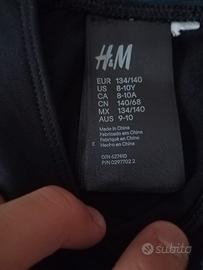 H&M
EUR 134/140
US 8-10Y
CA 8-10A
CN 140/68
MX 134/140
AUS 9-10
Made in China
Fabricado en China
Fabriqué en Chine
Hecho en China
O/N 627410
P/N 0297702 2
subito